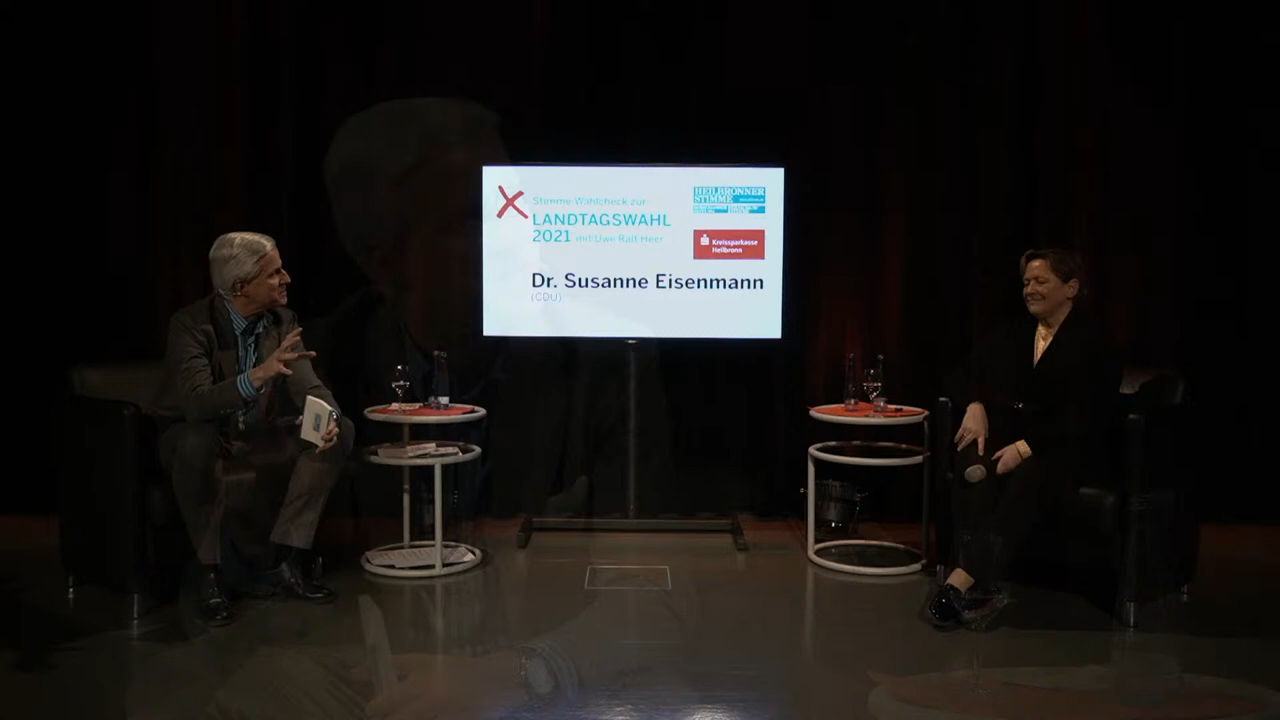 Stimme Wahlcheck zur
LANDTAGSWAHL
2021 mit Uwe Ralf Heer
HEILBRONNER
STIMME
Kreissparkasse
Heilbronn
Dr. Susanne Eisenmann
(CDU)